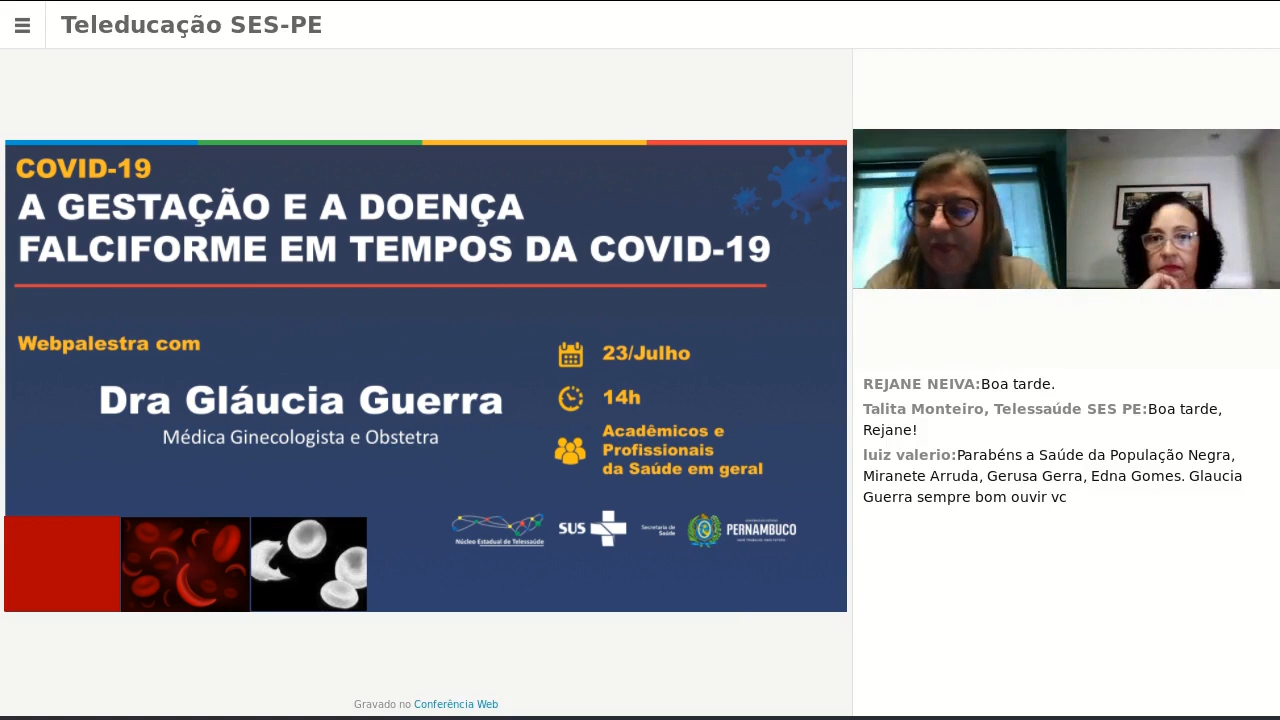 Teleducação SES-PE
COVID-19
A GESTAÇÃO E A DOENÇA
FALCIFORME EM TEMPOS DA COVID-19
Webpalestra com
Dra Gláucia Guerra
Médica Ginecologista e Obstetra
23/Julho
14h
Acadêmicos e
Profissionais
da Saúde em geral
Núcleo Estadual de Telessaúde
SUS
Secretaria de
Saúde
PERNAMBUCO
REJANE NEIVA:Boa tarde.
Talita Monteiro, Telessaúde SES PE:Boa tarde,
Rejane!
luiz valerio:Parabéns a Saúde da População Negra,
Miranete Arruda, Gerusa Gerra, Edna Gomes. Glaucia
Guerra sempre bom ouvir vc
Gravado no Conferência Web